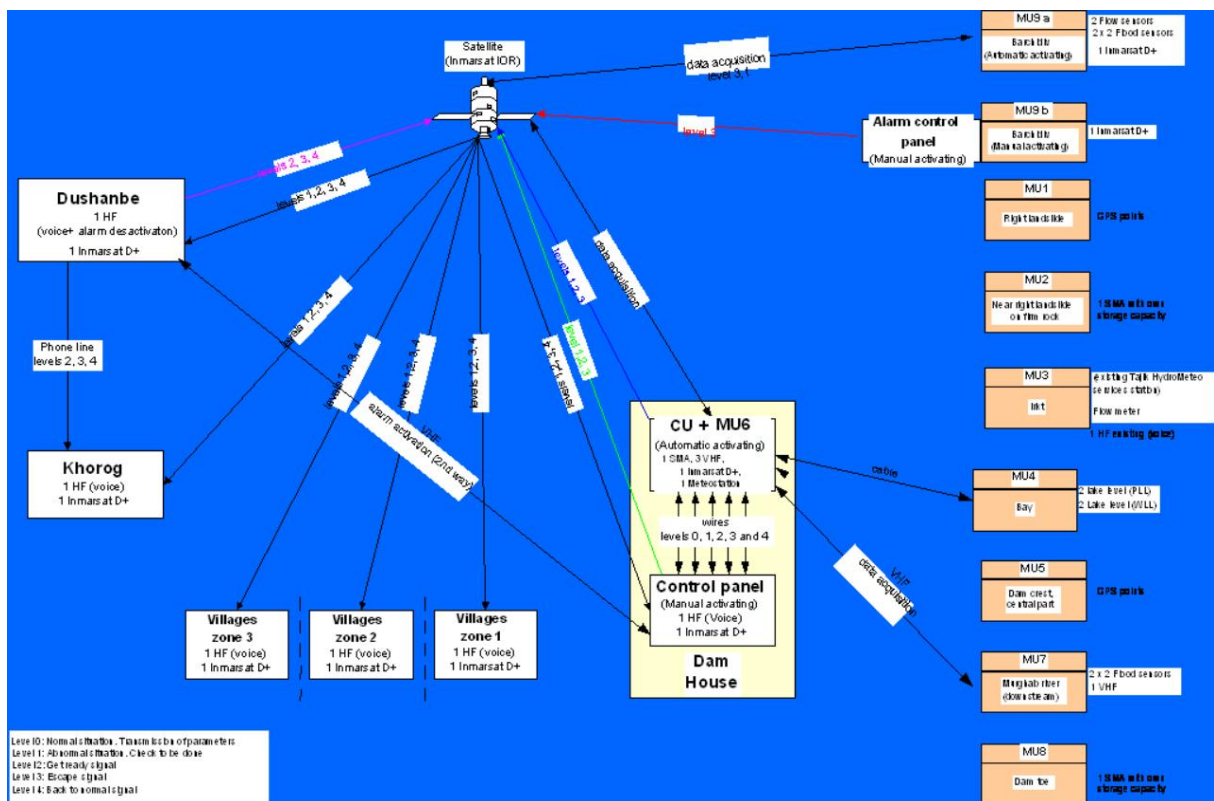 Satellite
(Inmarsat IOR)
data acquisition
level 3,1
MU9 a
Barchidiv
(Automatic activating)
2 Flow sensors
2 x 2 Flood sensors
1 Inmarsat D+
level 3
Alarm control
panel
(Manual activating)
MU9 b
Barchidiv
(Manual activating)
1 Inmarsat D+
levels 2, 3, 4
levels 1,2, 3, 4
Dushanbe
1 HF
(voice+ alarm desactivaton)
1 Inmarsat D+
MU1
Right landslide
GPS points
data acquisition
levels 1,2,3
level 1,2, 3
levels 1,2, 3, 4
MU2
Near right landslide
on firm rock
1 SMA with own
storage capacity
Phone line
levels 2, 3, 4
levels 1,2, 3, 4
levels 1,2, 3, 4
levels 1,2, 3, 4
levels 1,2, 3, 4
VHF
alarm activation (2nd way)
MU3
Irkt
(existing Tajik HydroMeteo
services station)
Flow meter
1 HF existing (voice)
CU + MU6
(Automatic activating)
1 SMA, 3 VHF,
1 Inmarsat D+,
1 Meteostation
Khorog
1 HF (voice)
1 Inmarsat D+
cable
MU4
Bay
2 lake level (PLL)
2 Lake level (WLL)
wires
levels 0, 1, 2, 3 and 4
VHF
data acquisition
Control panel
(Manual activating)
1 HF (Voice)
1 Inmarsat D+
MU5
Dam crest,
central part
GPS points
Villages
zone 3
1 HF (voice)
1 Inmarsat D+
Villages
zone 2
1 HF (voice)
1 Inmarsat D+
Villages
zone 1
1 HF (voice)
1 Inmarsat D+
Dam
House
MU7
Murghab river
(downstream)
2 x 2 Flood sensors
1 VHF
Level 0: Normal situation. Transmission of parameters
Level 1: Abnormal situation. Check to be done
Level 2: Get ready signal
Level 3: Escape signal
Level 4: Back to normal signal
MU8
Dam toe
1 SMA with own
storage capacity